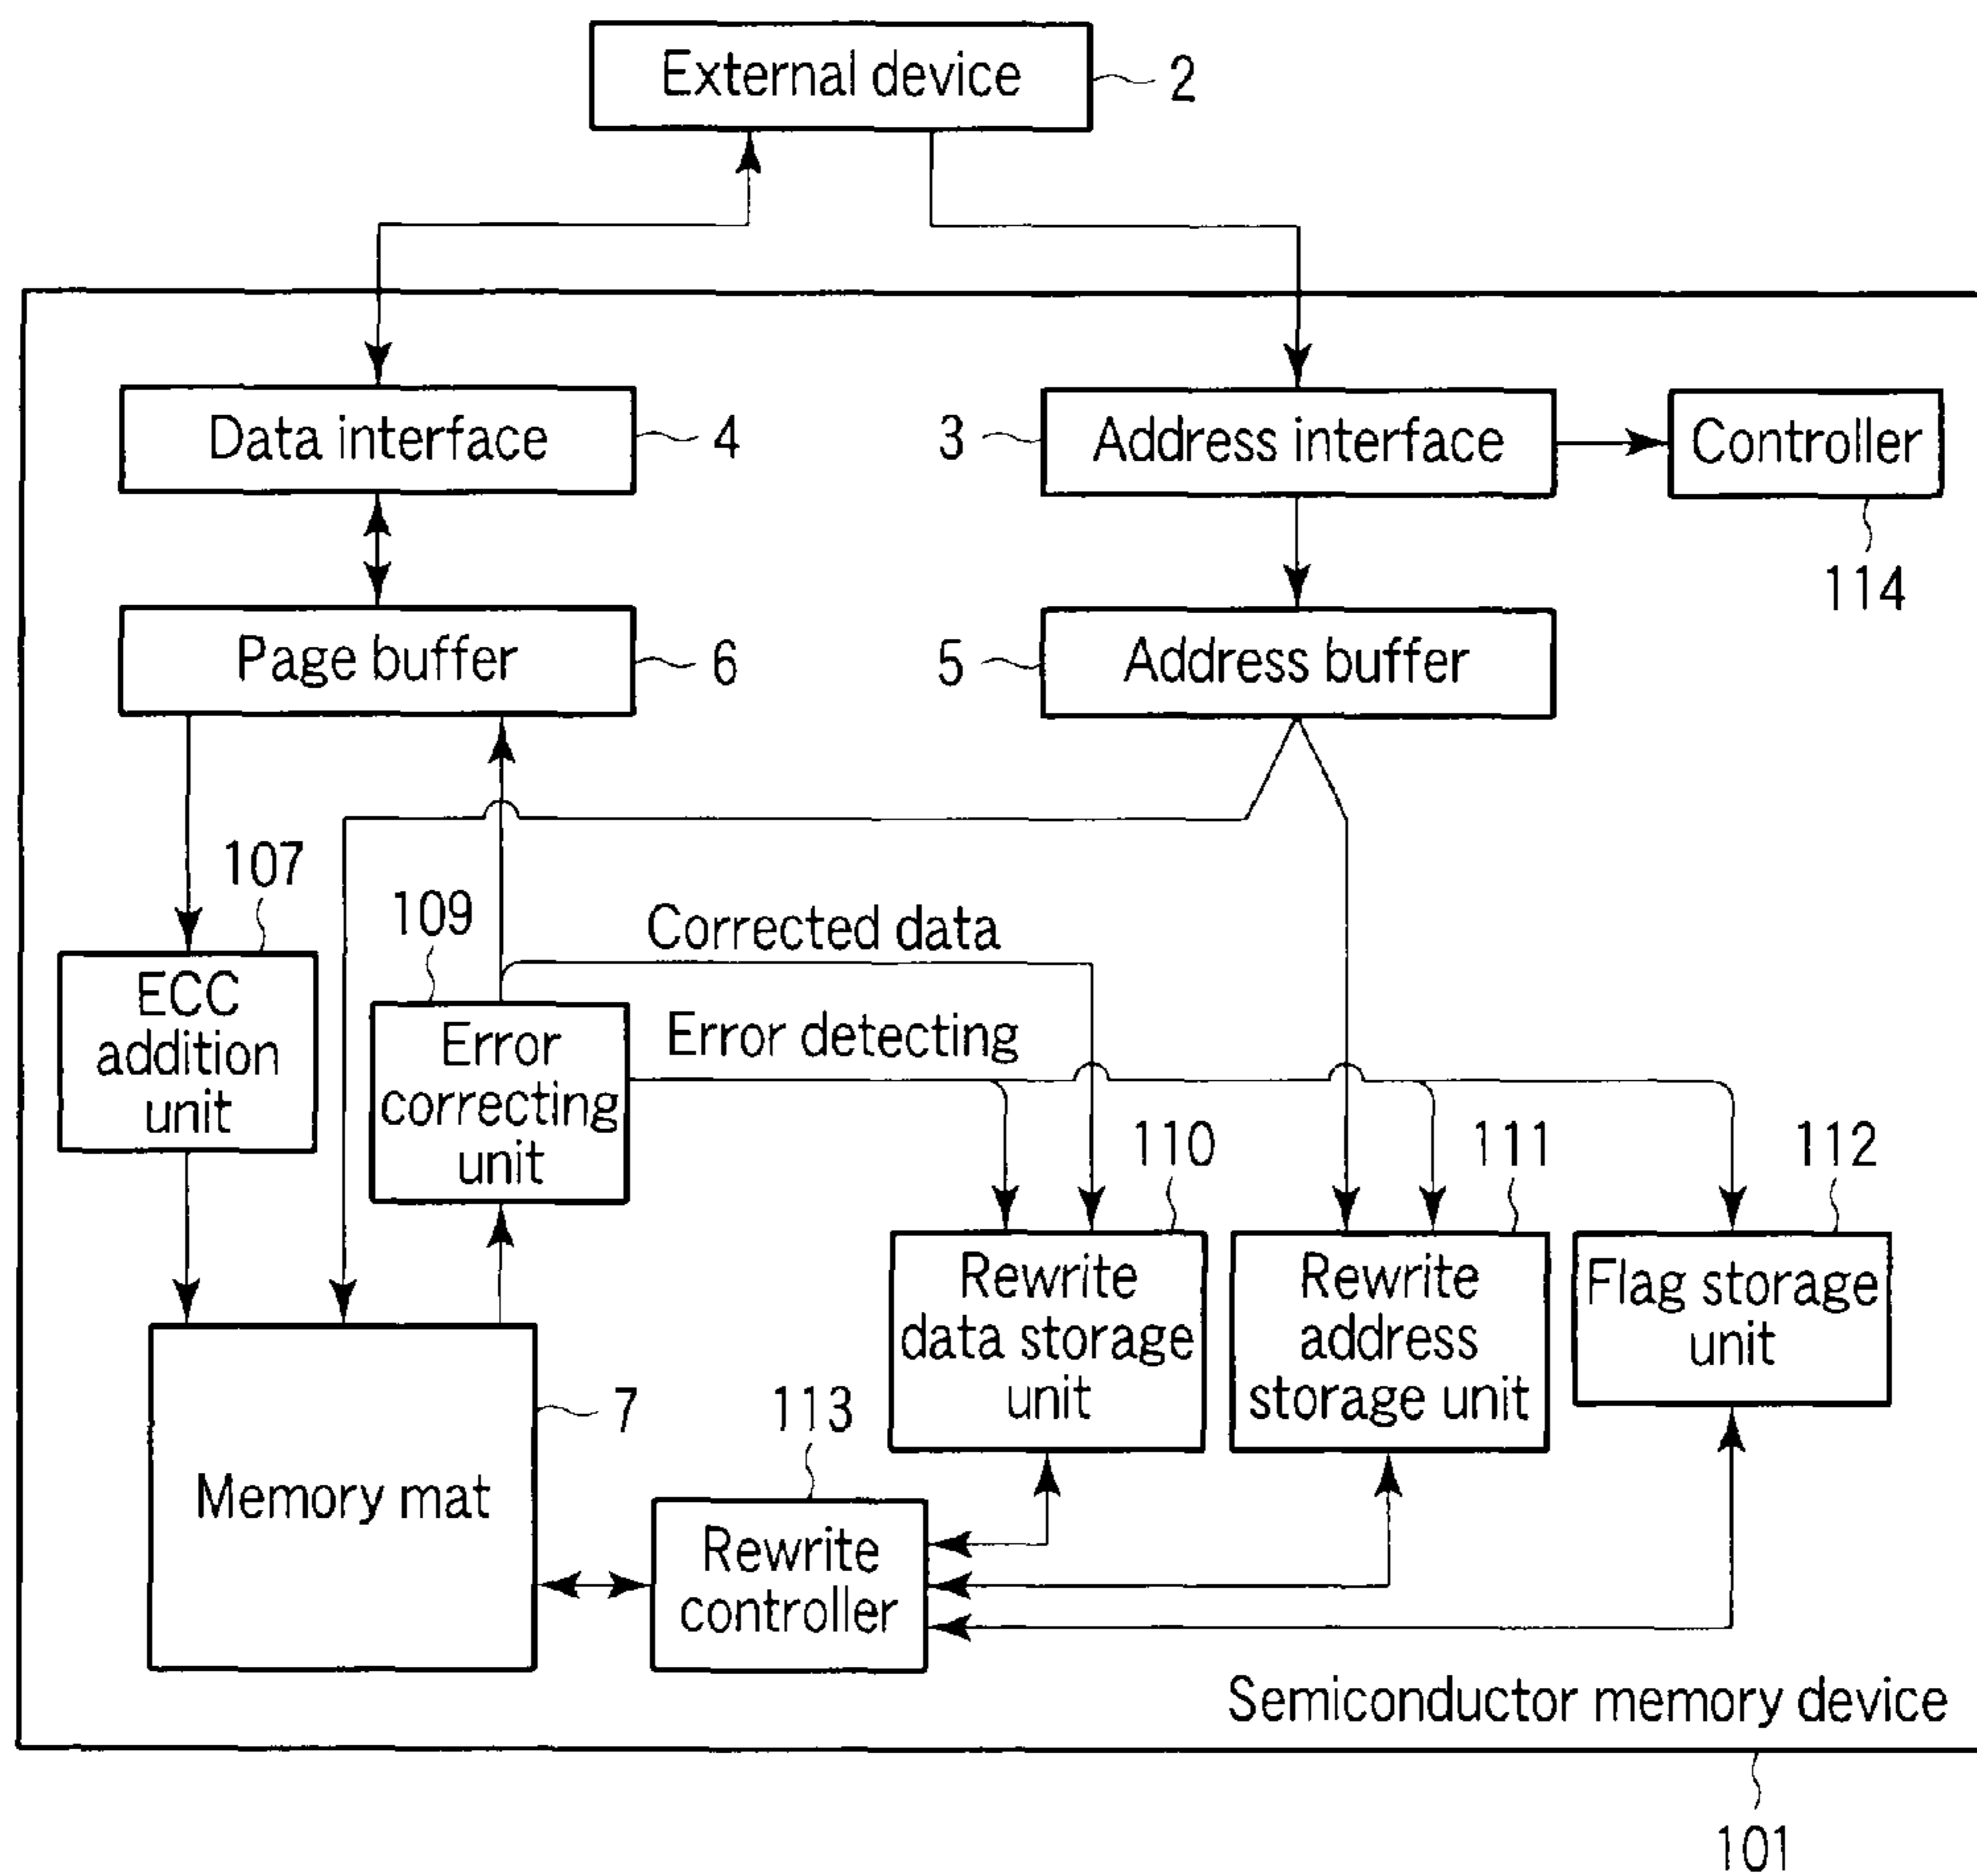 External device
2
Data interface
4
3
Address interface
Controller
114
Page buffer
6
5
Address buffer
107
109
Corrected data
ECC
addition
unit
Error
correcting
unit
Error detecting
110
111
112
Rewrite
data storage
unit
Rewrite
address
storage unit
Flag storage
unit
7
113
Memory mat
Rewrite
controller
Semiconductor memory device
101